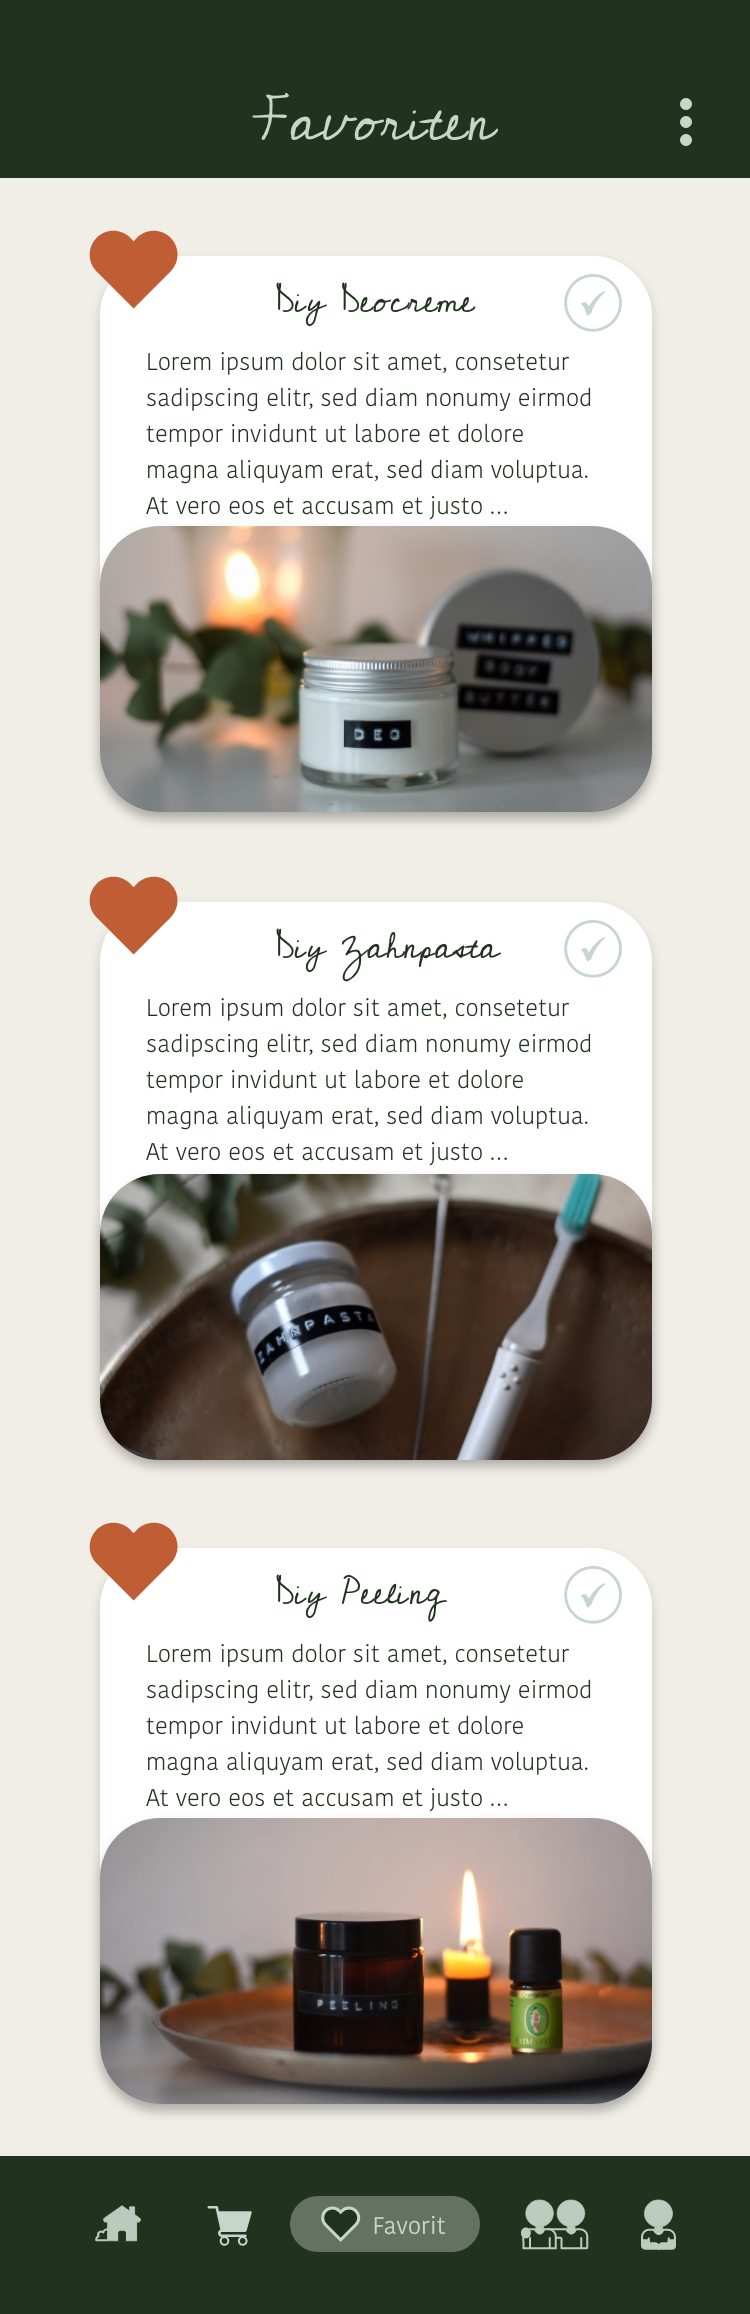 Favoriten
Diy Deocreme
Lorem ipsum dolor sit amet, consetetur
sadipscing elitr, sed diam nonumy eirmod
tempor invidunt ut labore et dolore
magna aliquyam erat, sed diam voluptua.
At vero eos et accusam et justo ...
WHIPPED
BODY
BUTTER
DEO
Diy Zahnpasta
Lorem ipsum dolor sit amet, consetetur
sadipscing elitr, sed diam nonumy eirmod
tempor invidunt ut labore et dolore
magna aliquyam erat, sed diam voluptua.
At vero eos et accusam et justo ...
ZAHNPASTA
Diy Peeling
Lorem ipsum dolor sit amet, consetetur
sadipscing elitr, sed diam nonumy eirmod
tempor invidunt ut labore et dolore
magna aliquyam erat, sed diam voluptua.
At vero eos et accusam et justo ...
PEELING
Favorit